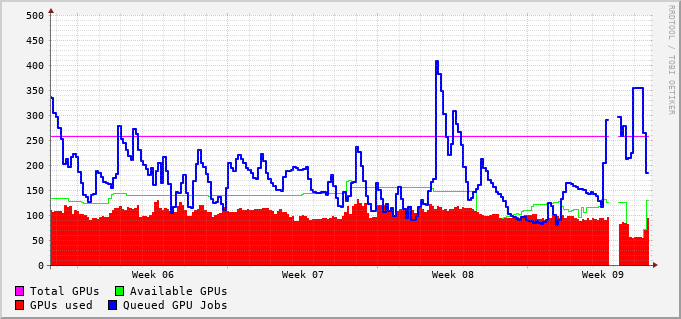 500
450
400
350
300
250
200
150
100
50
0
Week 06 Week 07 Week 08 Week 09
Total GPUs Available GPUs
GPUs used Queued GPU Jobs
RRDTOOL / TOBI OETIKER